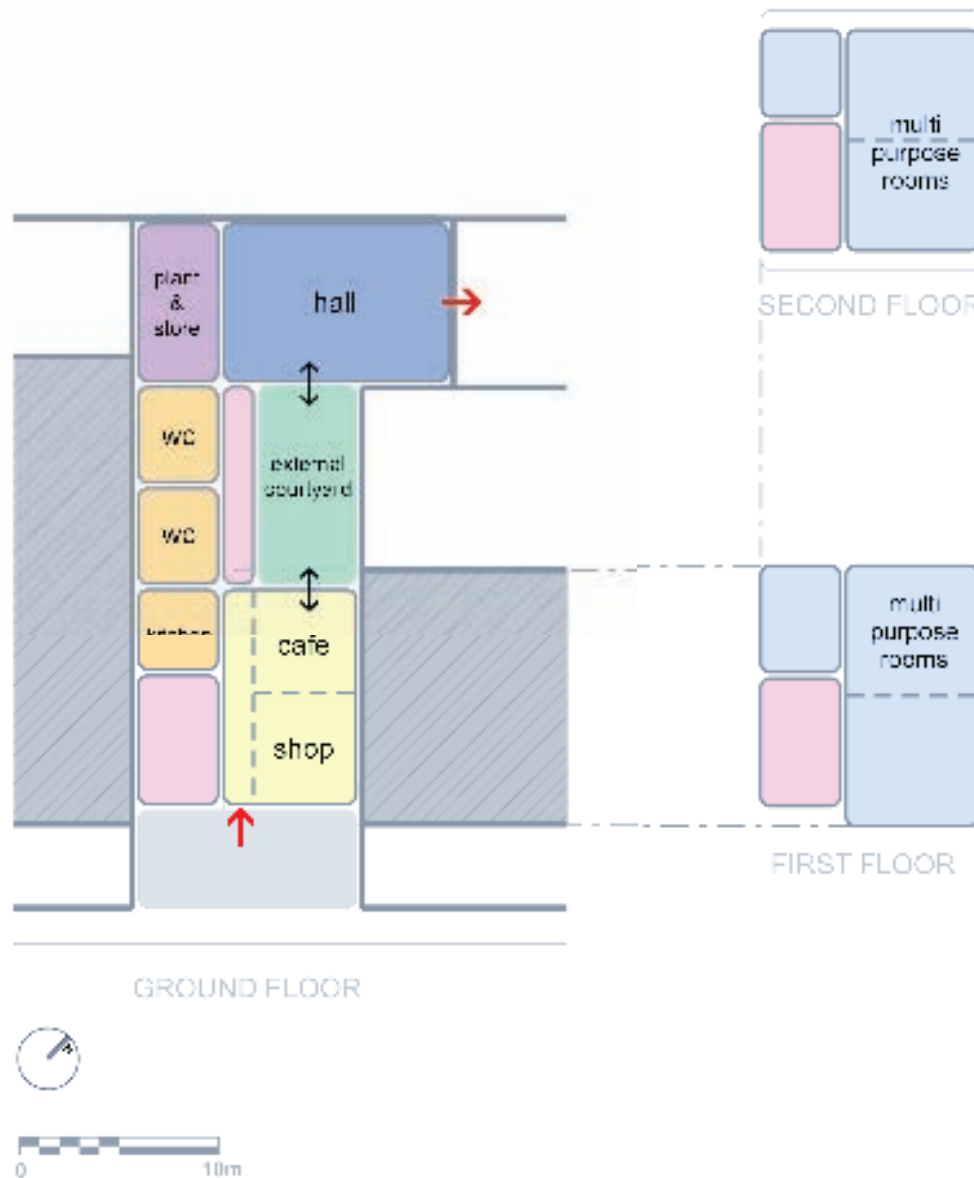 multi
purpose
rooms
SECOND FLOOR
plant
&
store
hall
wc
external
courtyard
wc
kitchen
cafe
shop
multi
purpose
rooms
FIRST FLOOR
GROUND FLOOR
0 10m